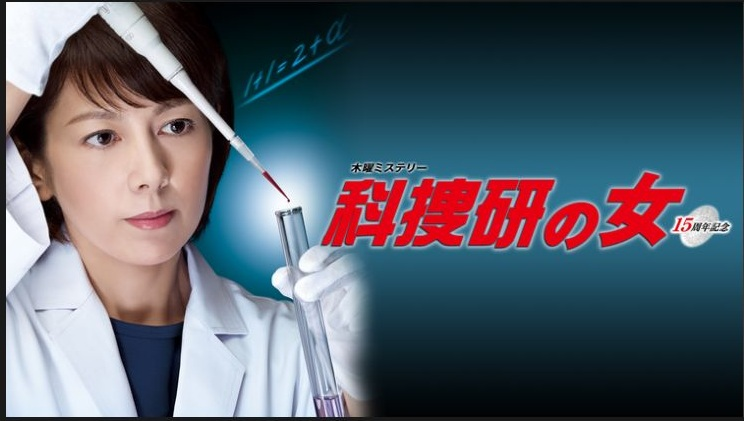 1+1=2+α
木曜ミステリー
科捜研の女
15周年記念